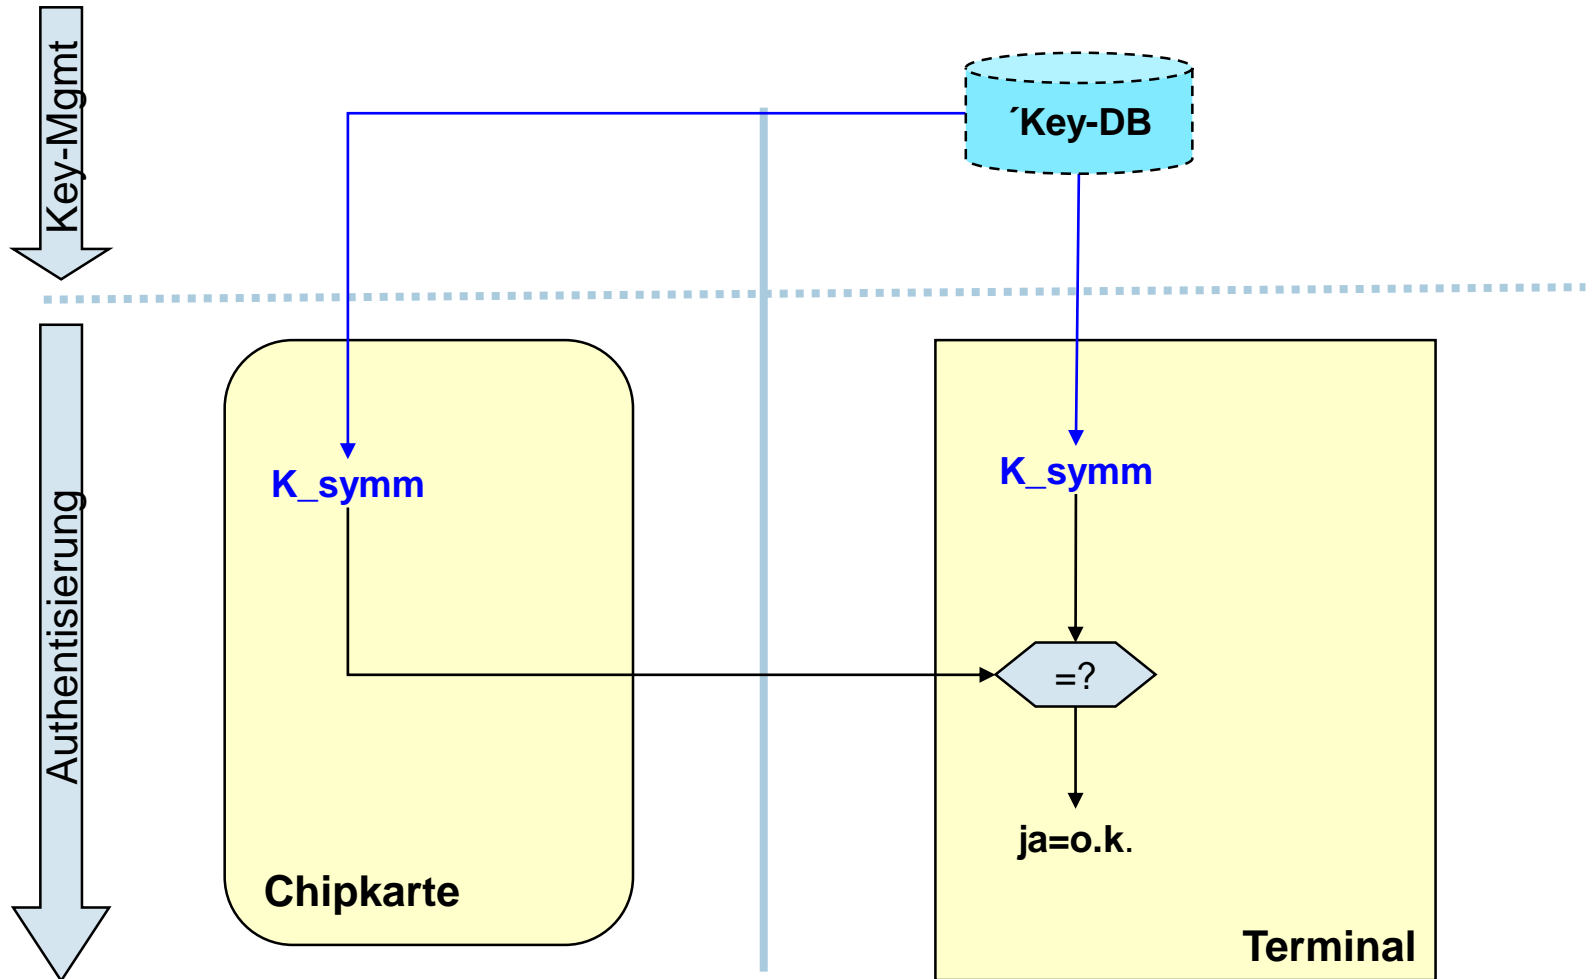 Key-Mgmt
´Key-DB
Authentisierung
K_symm
K_symm
=?
ja=o.k.
Chipkarte
Terminal